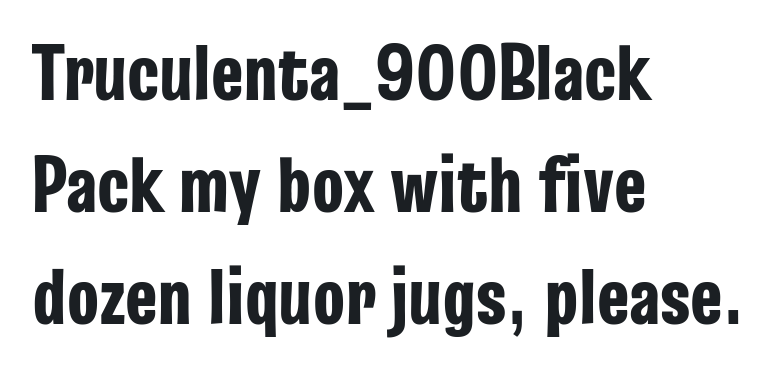 Truculenta_900Black
Pack my box with five
dozen liquor jugs, please.